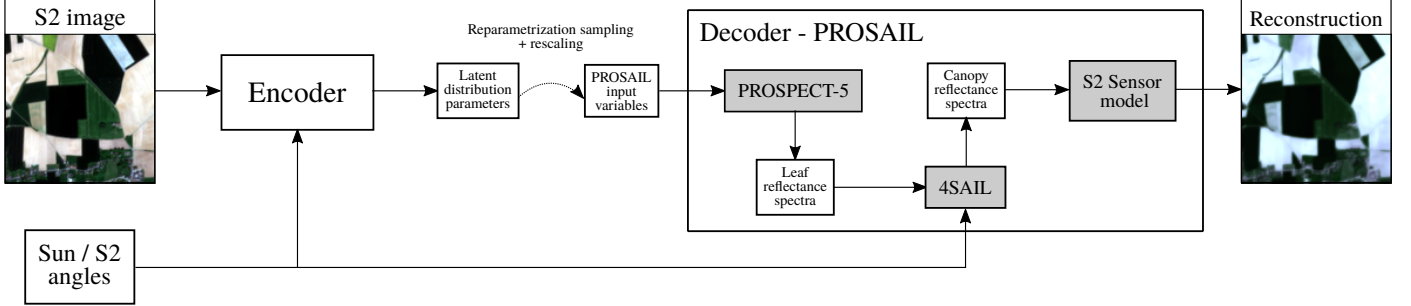 S2 image
Encoder
Reparametrization sampling
+ rescaling
Latent
distribution
parameters
PROSAIL
input
variables
Decoder - PROSAIL
PROSPECT-5
Leaf
reflectance
spectra
4SAIL
Canopy
reflectance
spectra
S2 Sensor
model
Reconstruction
Sun / S2
angles